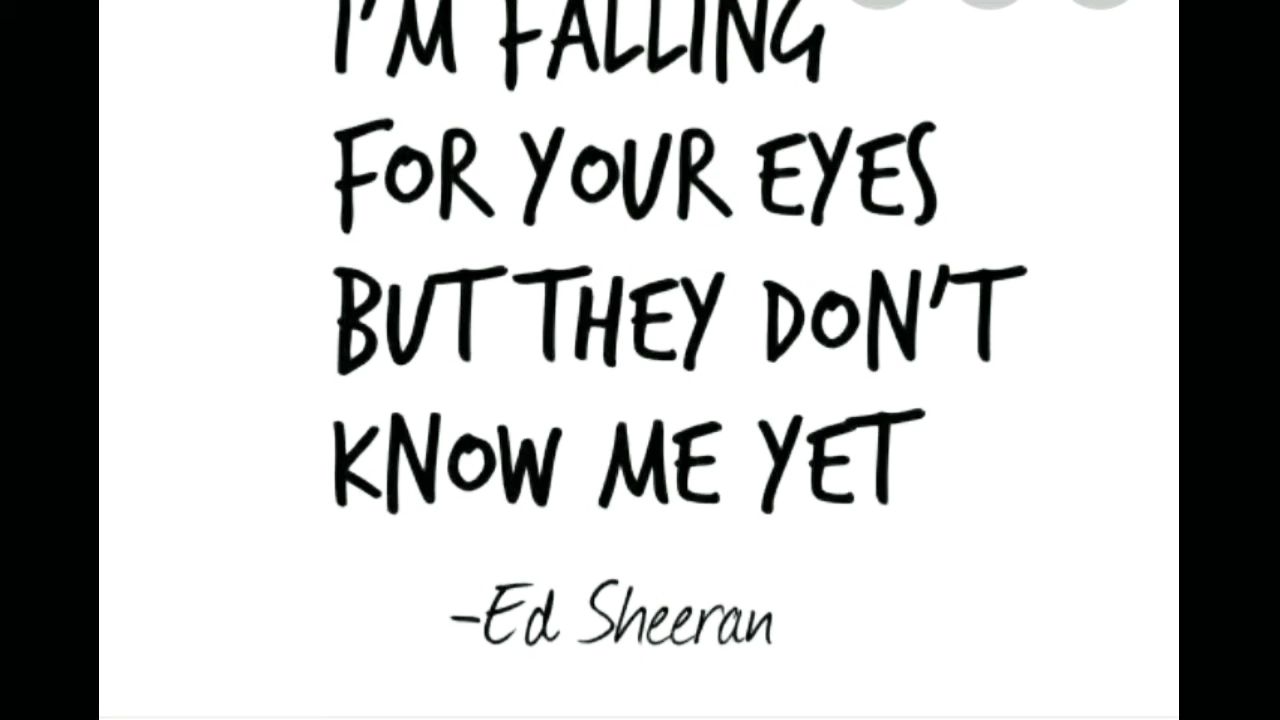 I'M FALLING
FOR YOUR EYES
BUT THEY DON'T
KNOW ME YET
-Ed Sheeran